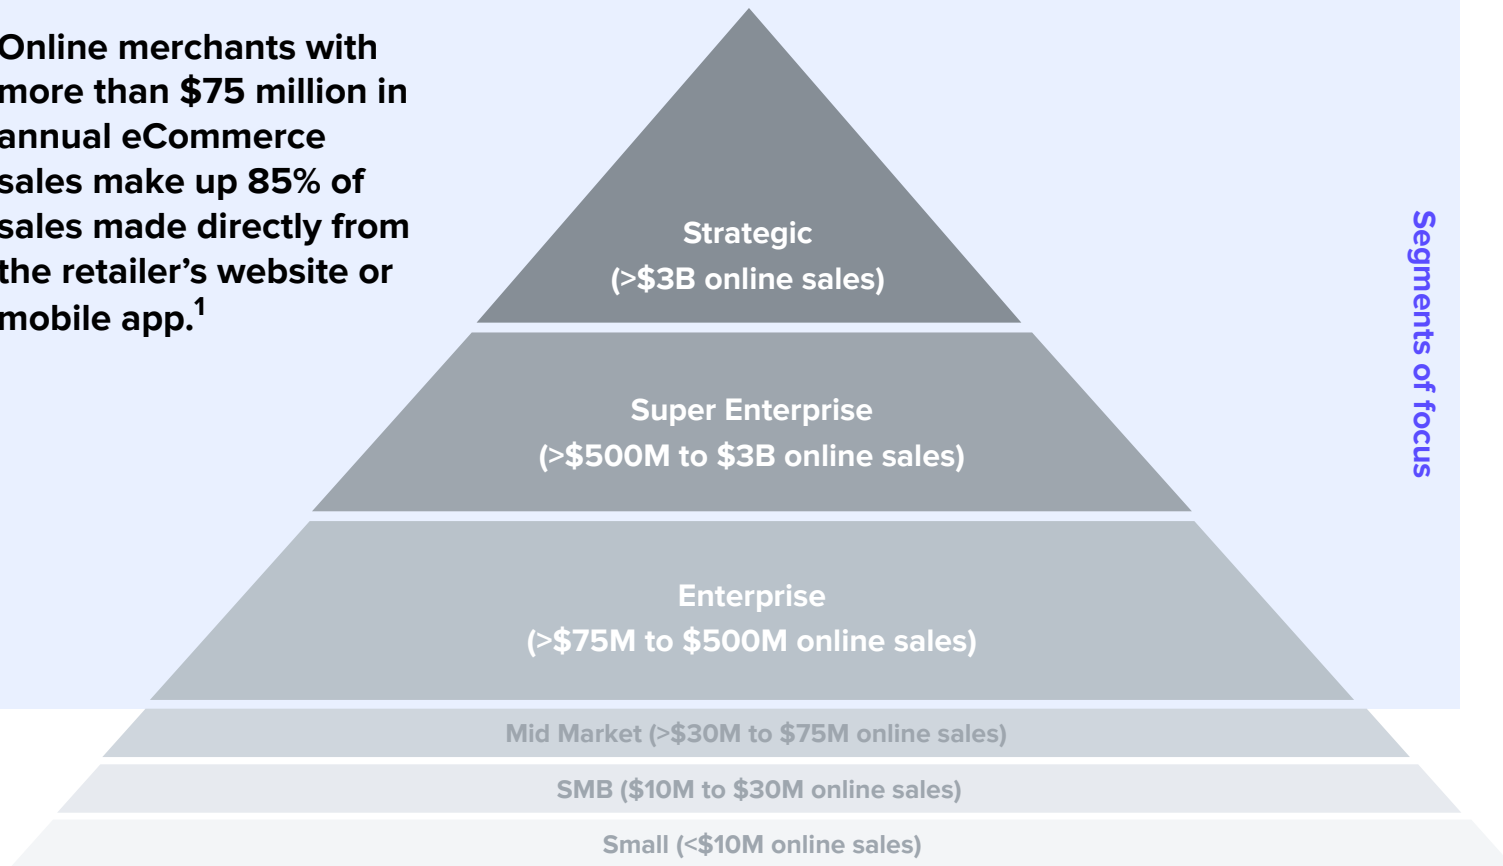 Online merchants with
more than $75 million in
annual eCommerce
sales make up 85% of
sales made directly from
the retailer’s website or
mobile app.¹
Strategic
(>$3B online sales)
Super Enterprise
(>$500M to $3B online sales)
Enterprise
(>$75M to $500M online sales)
Mid Market (>$30M to $75M online sales)
SMB ($10M to $30M online sales)
Small (<$10M online sales)
Segments of focus